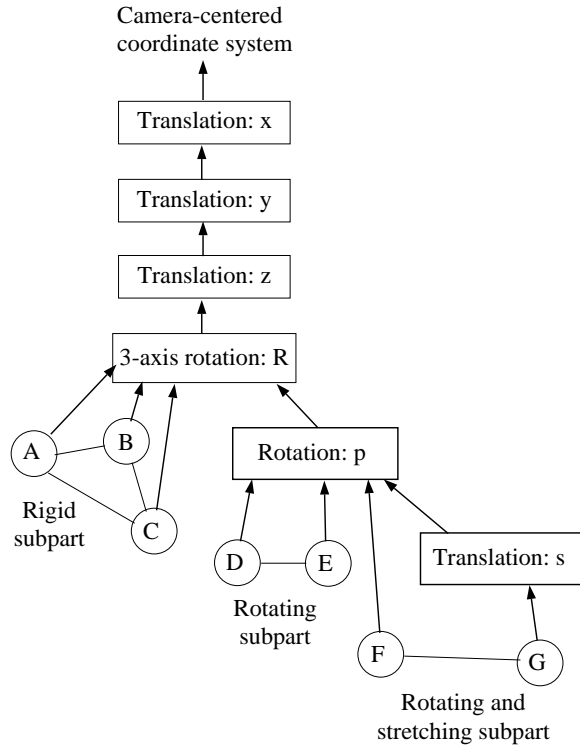 Camera-centered
coordinate system
Translation: x
Translation: y
Translation: z
3-axis rotation: R
A
B
C
Rigid
subpart
Rotation: p
D
E
Rotating
subpart
Translation: s
F
G
Rotating and
stretching subpart